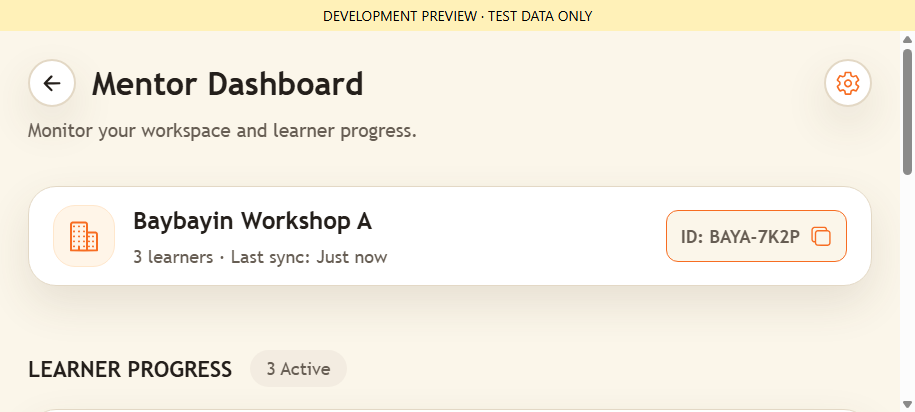 DEVELOPMENT PREVIEW · TEST DATA ONLY
Mentor Dashboard
Monitor your workspace and learner progress.
Baybayin Workshop A
3 learners · Last sync: Just now
ID: BAYA-7K2P
LEARNER PROGRESS
3 Active